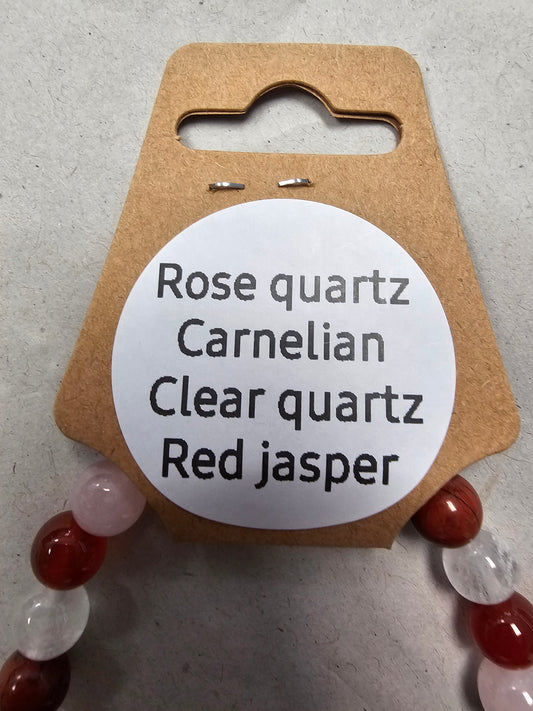 Rose quartz
Carnelian
Clear quartz
Red jasper